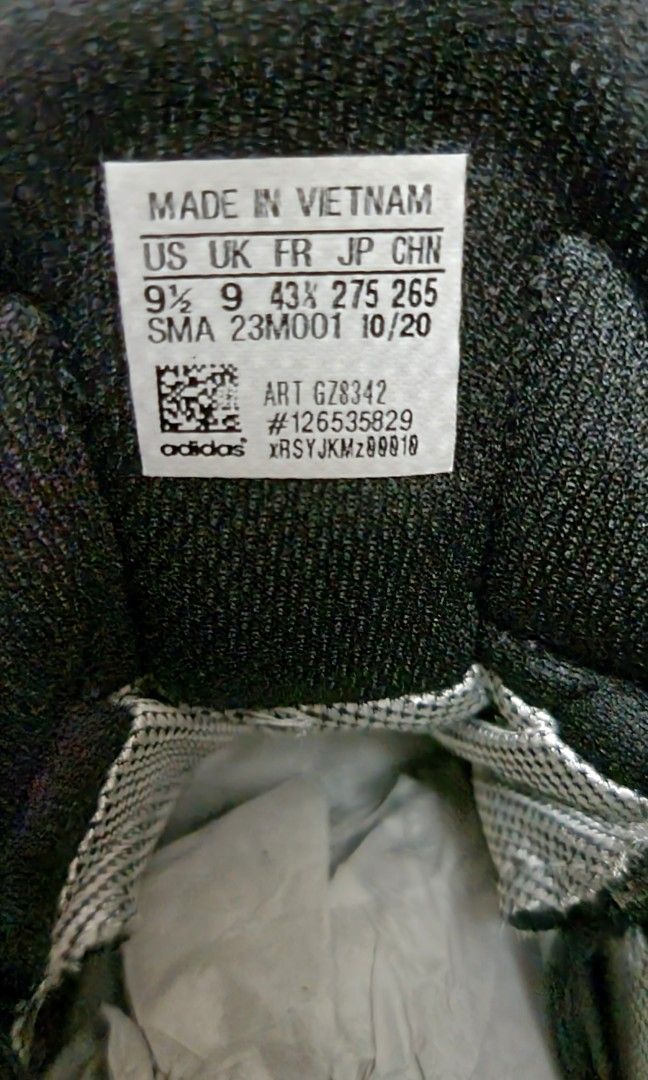 MADE IN VIETNAM
US UK FR JP CHN
9½ 9 43⅓ 275 265
SMA 23M001 10/20
ART GZ8342
#126535829
adidas